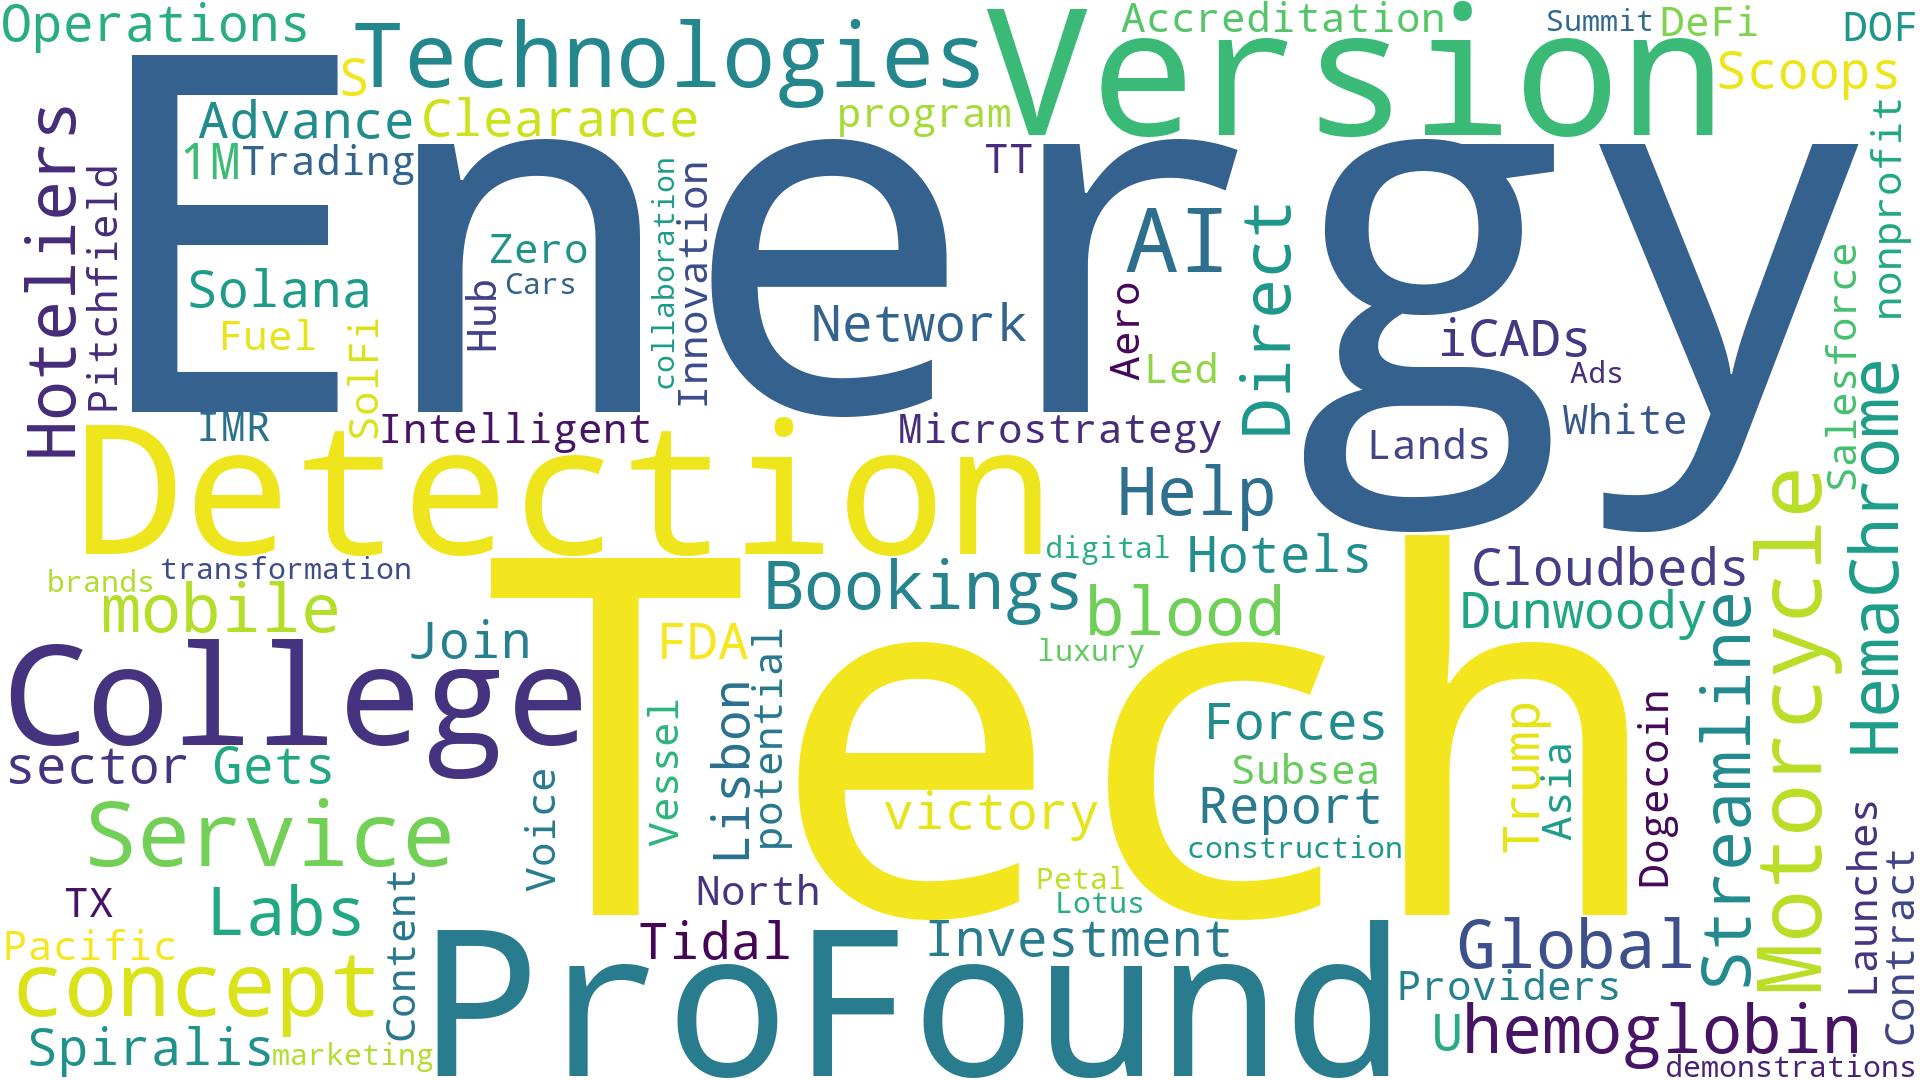 Operations
Technologies
Version
Accreditation
Summit
DeFi
DOF
S
Scoops
Advance
Clearance
program
1M
Trading
TT
Energy
Hoteliers
Pitchfield
collaboration
Innovation
nonprofit
Zero
Cars
Hub
Solana
Fuel
SolFi
Network
AI
Aero
Led
Direct
iCADs
Ads
White
Lands
Salesforce
HemaChrome
IMR
Intelligent
Microstrategy
Detection
Help
Motorcycle
digital
Hotels
Cloudbeds
brands
transformation
mobile
Tech
Bookings
blood
Dunwoody
Streamline
College
Join
FDA
luxury
potential
Lisbon
Vessel
Forces
Trump
Asia
Dogecoin
sector
Gets
Voice
Subsea
victory
Report
Service
construction
Launches
Contract
TX
Labs
Content
North
Petal
Lotus
Pacific
concept
Tidal
ProFound
Investment
Global
Providers
Spiralis
marketing
U
hemoglobin
demonstrations